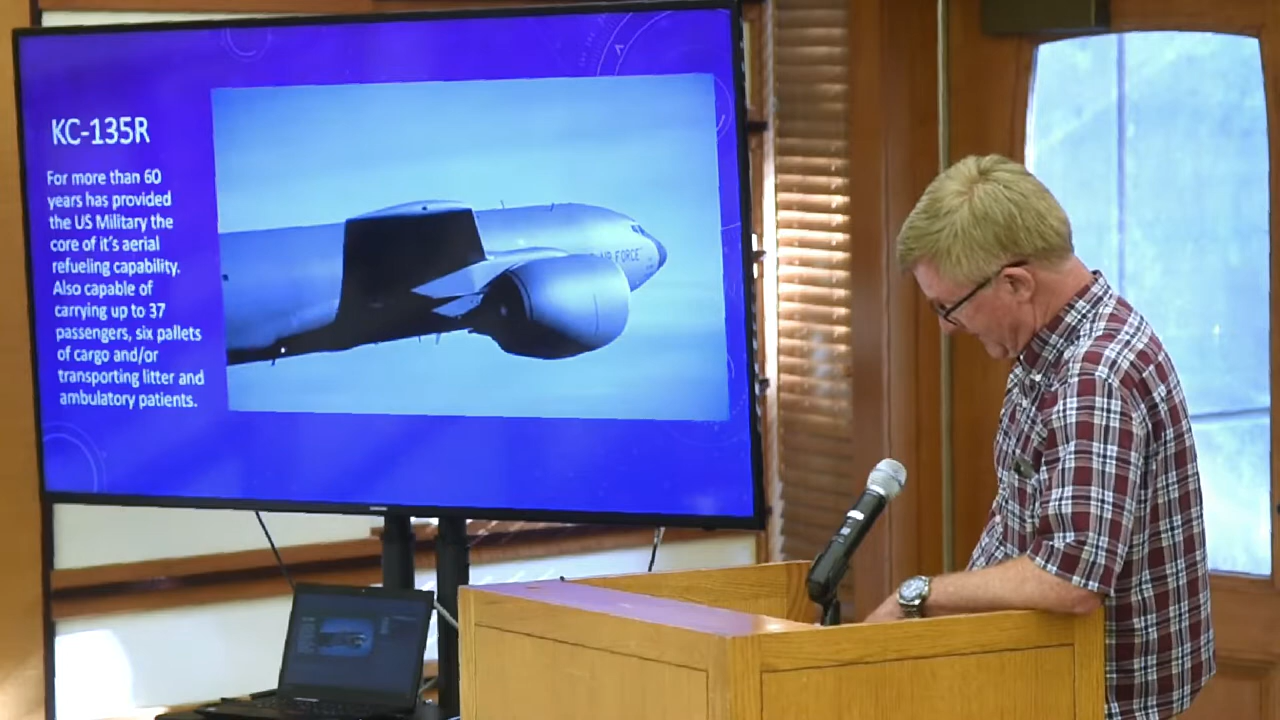 KC-135R
For more than 60
years has provided
the US Military the
core of it's aerial
refueling capability.
Also capable of
carrying up to 37
passengers, six pallets
of cargo and/or
transporting litter and
ambulatory patients.
AIR FORCE
SAMSUNG